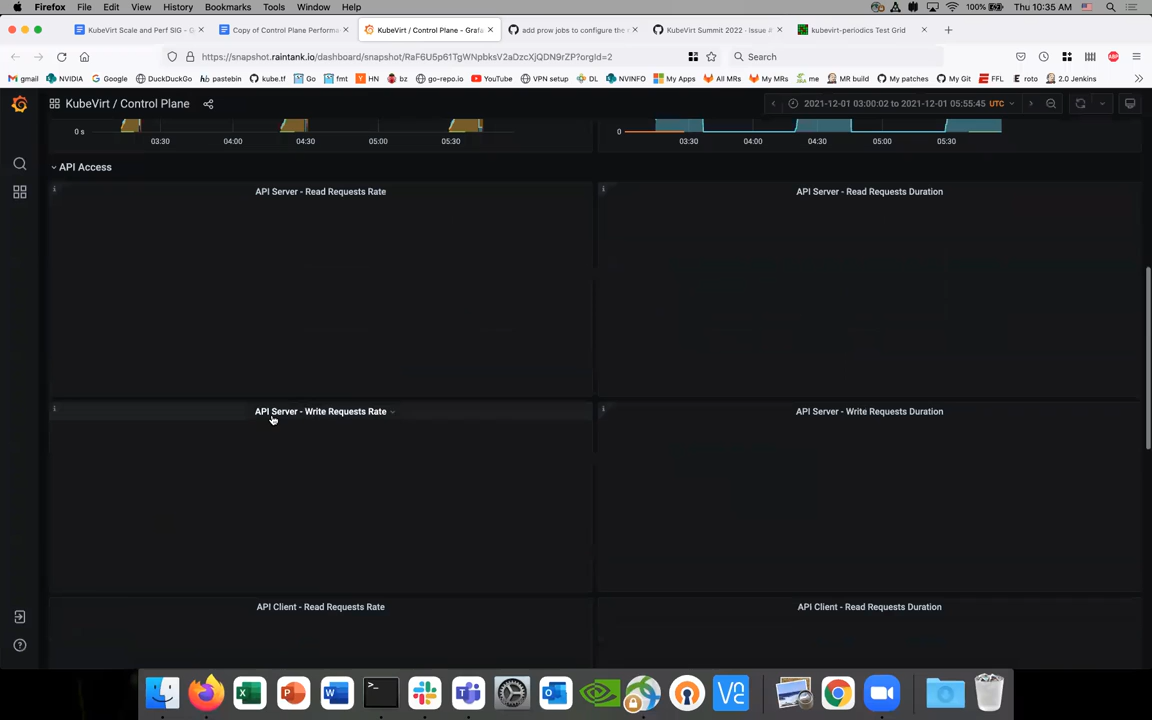 Firefox File Edit View History Bookmarks Tools Window Help 100% Thu 10:35 AM
KubeVirt Scale and Perf SIG - G Copy of Control Plane Performa KubeVirt / Control Plane - Grafa add prow jobs to configure the KubeVirt Summit 2022 · Issue kubevirt-periodics Test Grid
https://snapshot.raintank.io/dashboard/snapshot/RaF6U5p61TgWNpbksV2aDzcXjQDN9rZP?orgId=2 Search
gmail NVIDIA Google DuckDuckGo pastebin kube.tf Go fmt HN bz go-repo.io YouTube VPN setup DL NVINFO My Apps All MRs My MRs me MR build My patches My Git FFL roto 2.0 Jenkins
KubeVirt / Control Plane 2021-12-01 03:00:02 to 2021-12-01 05:55:45 UTC
0 s 0
03:30 04:00 04:30 05:00 05:30 03:30 04:00 04:30 05:00 05:30
API Access
API Server - Read Requests Rate API Server - Read Requests Duration
API Server - Write Requests Rate API Server - Write Requests Duration
API Client - Read Requests Rate API Client - Read Requests Duration